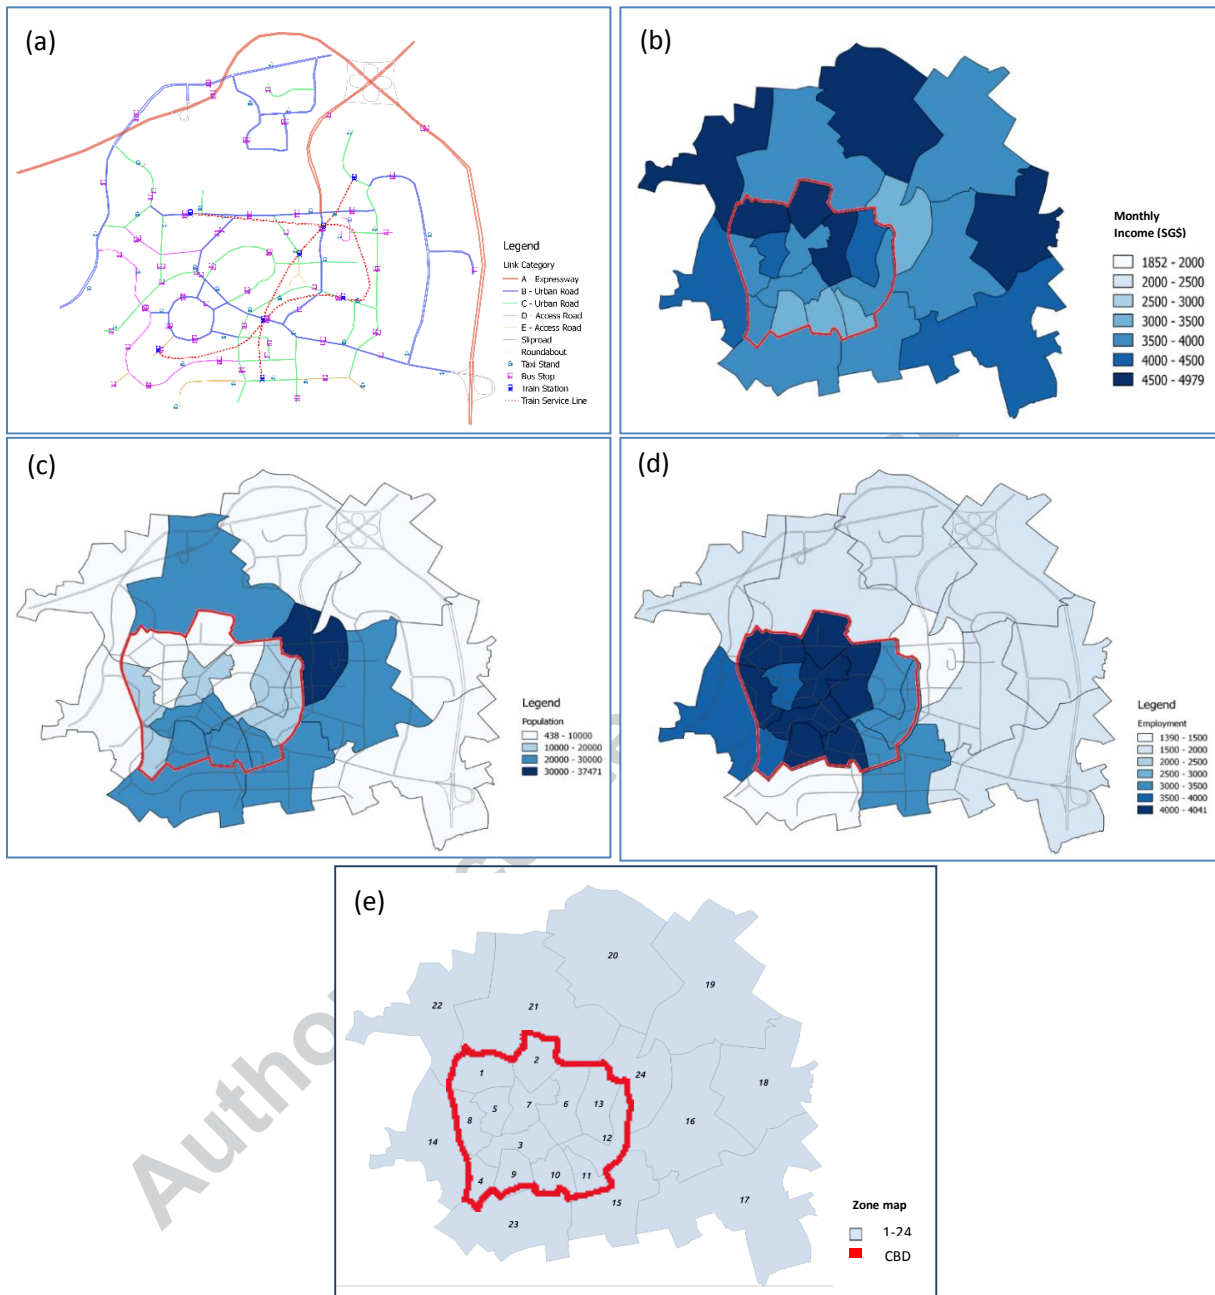 (a)
Legend
Link Category
A - Expressway
B - Urban Road
C - Urban Road
D - Access Road
E - Access Road
Sliproad
Roundabout
Taxi Stand
Bus Stop
Train Station
Train Service Line
(b)
Monthly
Income (SG$)
1852 - 2000
2000 - 2500
2500 - 3000
3000 - 3500
3500 - 4000
4000 - 4500
4500 - 4979
(c)
Legend
Population
438 - 10000
10000 - 20000
20000 - 30000
30000 - 37471
(d)
Legend
Employment
1390 - 1500
1500 - 2000
2000 - 2500
2500 - 3000
3000 - 3500
3500 - 4000
4000 - 4041
(e)
20
19
22
21
2
1
24
18
5
7
6
13
8
16
14
12
3
4
9
10
11
15
17
23
Zone map
1-24
CBD